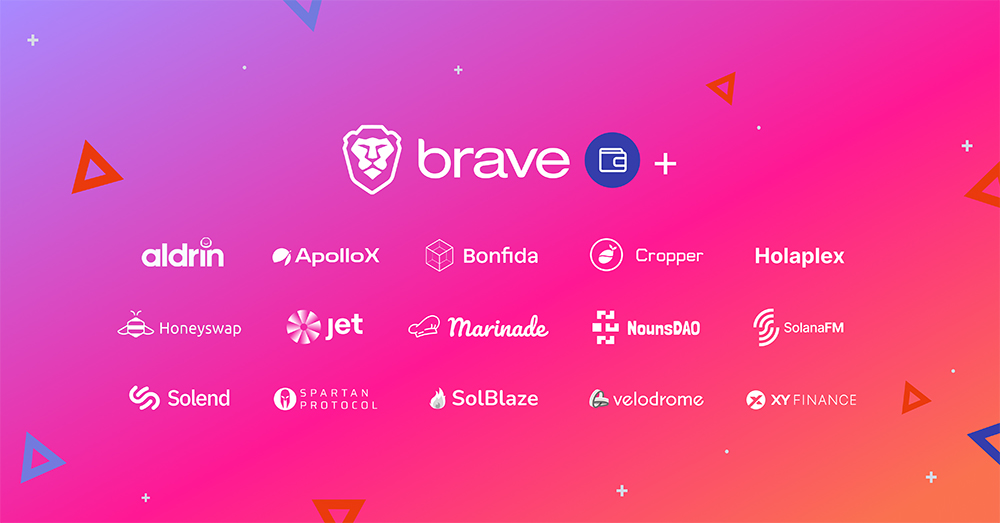 brave +
aldrin ApolloX Bonfida Cropper Holaplex
Honeyswap jet Marinade NounsDAO SolanaFM
Solend SPARTAN PROTOCOL SolBlaze velodrome XY FINANCE